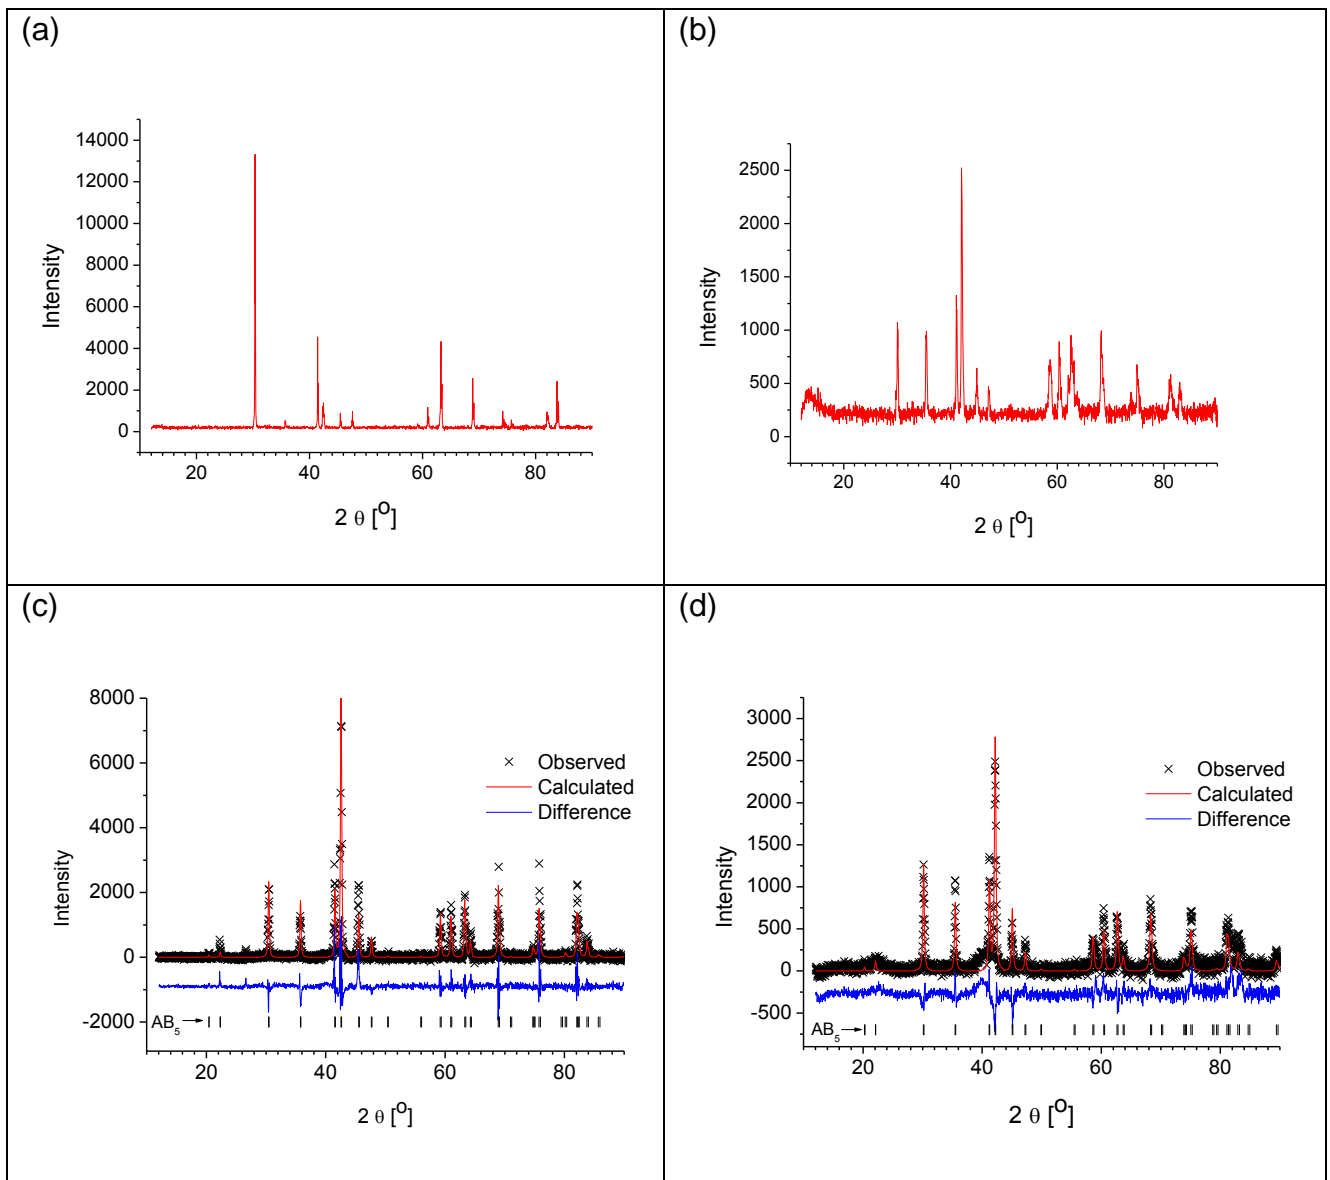 (a)
14000
12000
10000
8000
6000
4000
2000
0
Intensity
20 40 60 80
2 θ [°]
(b)
2500
2000
1500
1000
500
0
Intensity
20 40 60 80
2 θ [°]
(c)
8000
6000
4000
2000
0
-2000
Intensity
Observed
Calculated
Difference
AB₅
20 40 60 80
2 θ [°]
(d)
3000
2500
2000
1500
1000
500
0
-500
Intensity
Observed
Calculated
Difference
AB₅
20 40 60 80
2 θ [°]